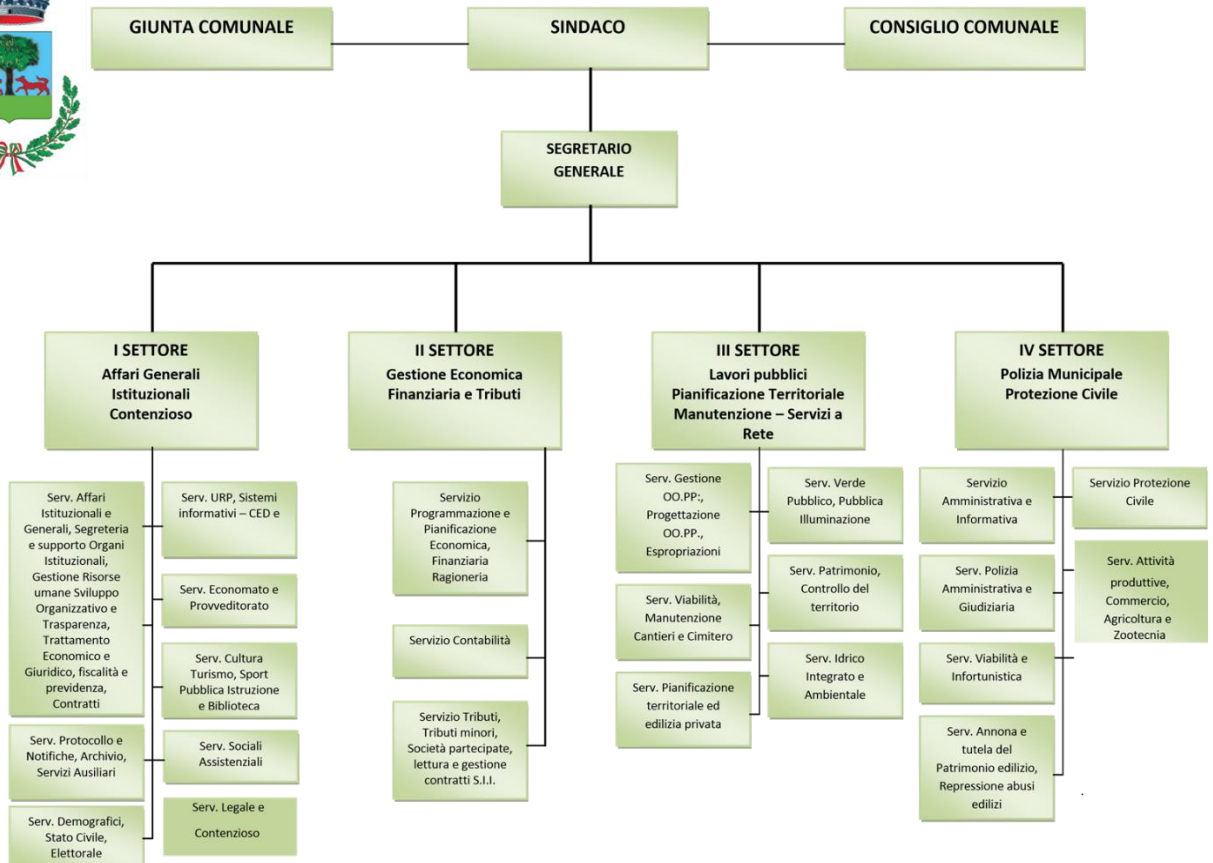 GIUNTA COMUNALE
SINDACO
CONSIGLIO COMUNALE
SEGRETARIO
GENERALE
I SETTORE
Affari Generali
Istituzionali
Contenzioso
II SETTORE
Gestione Economica
Finanziaria e Tributi
III SETTORE
Lavori pubblici
Pianificazione Territoriale
Manutenzione – Servizi a
Rete
IV SETTORE
Polizia Municipale
Protezione Civile
Serv. Affari
Istituzionali e
Generali, Segreteria
e supporto Organi
Istituzionali,
Gestione Risorse
umane Sviluppo
Organizzativo e
Trasparenza,
Trattamento
Economico e
Giuridico, fiscalità e
previdenza,
Contratti
Serv. Protocollo e
Notifiche, Archivio,
Servizi Ausiliari
Serv. Demografici,
Stato Civile,
Elettorale
Serv. URP, Sistemi
informativi – CED e
Serv. Economato e
Provveditorato
Serv. Cultura
Turismo, Sport
Pubblica Istruzione
e Biblioteca
Serv. Sociali
Assistenziali
Serv. Legale e
Contenzioso
Servizio
Programmazione e
Pianificazione
Economica,
Finanziaria
Ragioneria
Servizio Contabilità
Servizio Tributi,
Tributi minori,
Società partecipate,
lettura e gestione
contratti S.I.I.
Serv. Gestione
OO.PP:,
Progettazione
OO.PP.,
Espropriazioni
Serv. Viabilità,
Manutenzione
Cantieri e Cimitero
Serv. Pianificazione
territoriale ed
edilizia privata
Serv. Verde
Pubblico, Pubblica
Illuminazione
Serv. Patrimonio,
Controllo del
territorio
Serv. Idrico
Integrato e
Ambientale
Servizio
Amministrativa e
Informativa
Serv. Polizia
Amministrativa e
Giudiziaria
Serv. Viabilità e
Infortunistica
Serv. Annona e
tutela del
Patrimonio edilizio,
Repressione abusi
edilizi
Servizio Protezione
Civile
Serv. Attività
produttive,
Commercio,
Agricoltura e
Zootecnia
.